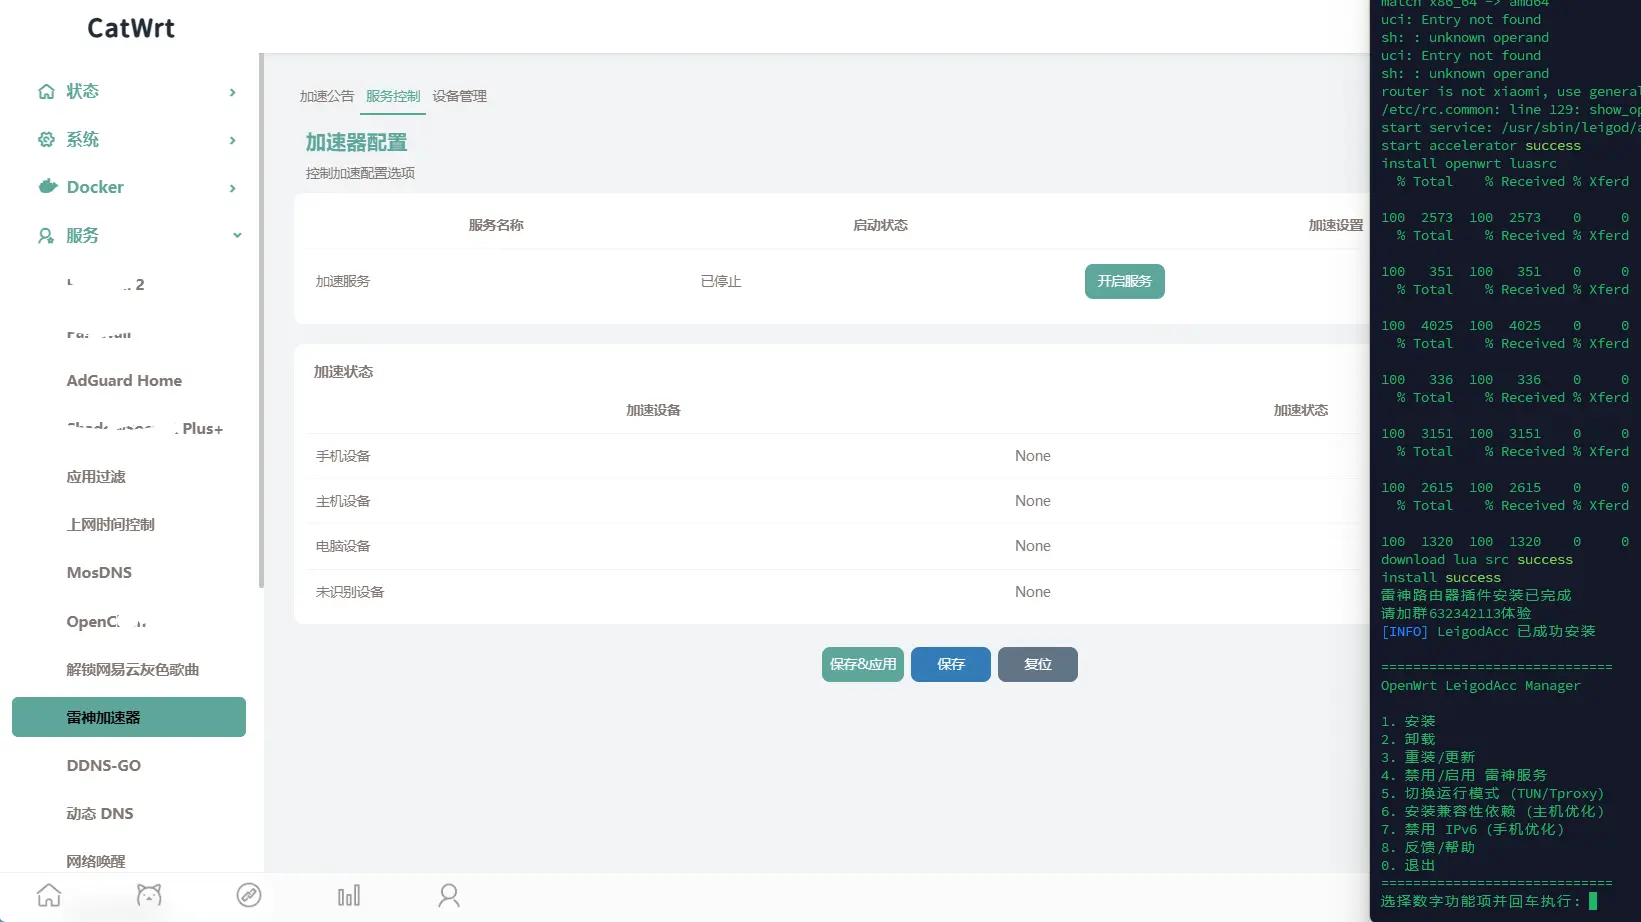 CatWrt
状态
系统
Docker
服务
2
AdGuard Home
Plus+
应用过滤
上网时间控制
MosDNS
解锁网易云灰色歌曲
雷神加速器
DDNS-GO
动态 DNS
网络唤醒
加速公告 服务控制 设备管理
加速器配置
控制加速配置选项
服务名称 启动状态 加速设置
加速服务 已停止 开启服务
加速状态
加速设备 加速状态
手机设备 None
主机设备 None
电脑设备 None
未识别设备 None
保存&应用 保存 复位
match x86_64 -> amd64
uci: Entry not found
sh: : unknown operand
uci: Entry not found
sh: : unknown operand
router is not xiaomi, use general
/etc/rc.common: line 129: show_op
start service: /usr/sbin/leigod/a
start accelerator success
install openwrt luasrc
% Total % Received % Xferd
100 2573 100 2573 0 0
% Total % Received % Xferd
100 351 100 351 0 0
% Total % Received % Xferd
100 4025 100 4025 0 0
% Total % Received % Xferd
100 336 100 336 0 0
% Total % Received % Xferd
100 3151 100 3151 0 0
% Total % Received % Xferd
100 2615 100 2615 0 0
% Total % Received % Xferd
100 1320 100 1320 0 0
download lua src success
install success
雷神路由器插件安装已完成
请加群632342113体验
[INFO] LeigodAcc 已成功安装
=============================
OpenWrt LeigodAcc Manager
1. 安装
2. 卸载
3. 重装/更新
4. 禁用/启用 雷神服务
5. 切换运行模式 (TUN/Tproxy)
6. 安装兼容性依赖 (主机优化)
7. 禁用 IPv6 (手机优化)
8. 反馈/帮助
0. 退出
=============================
选择数字功能项并回车执行: